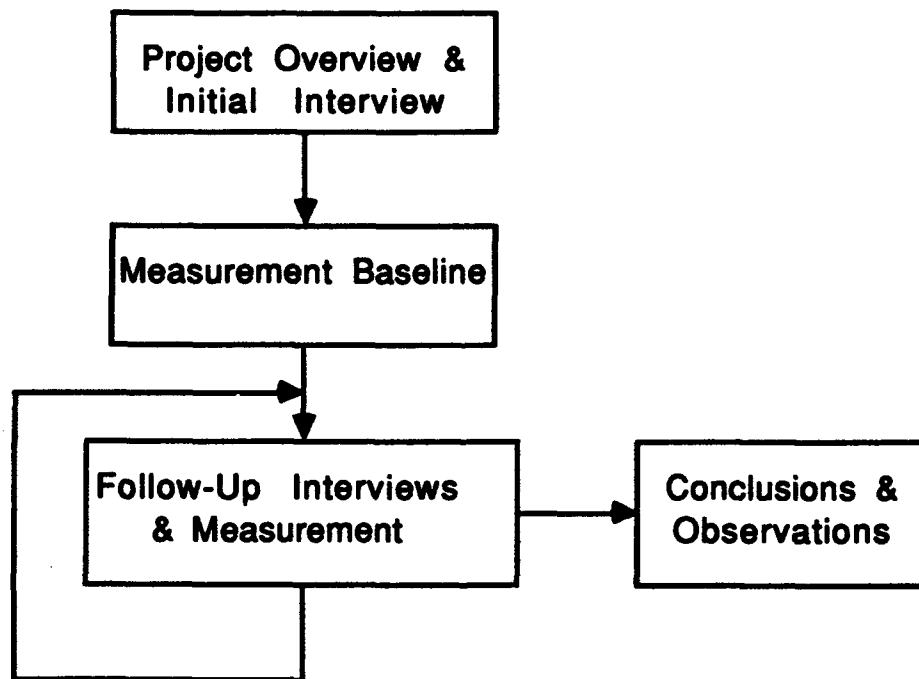 Project Overview &
Initial Interview
Measurement Baseline
Follow-Up Interviews
& Measurement
Conclusions &
Observations